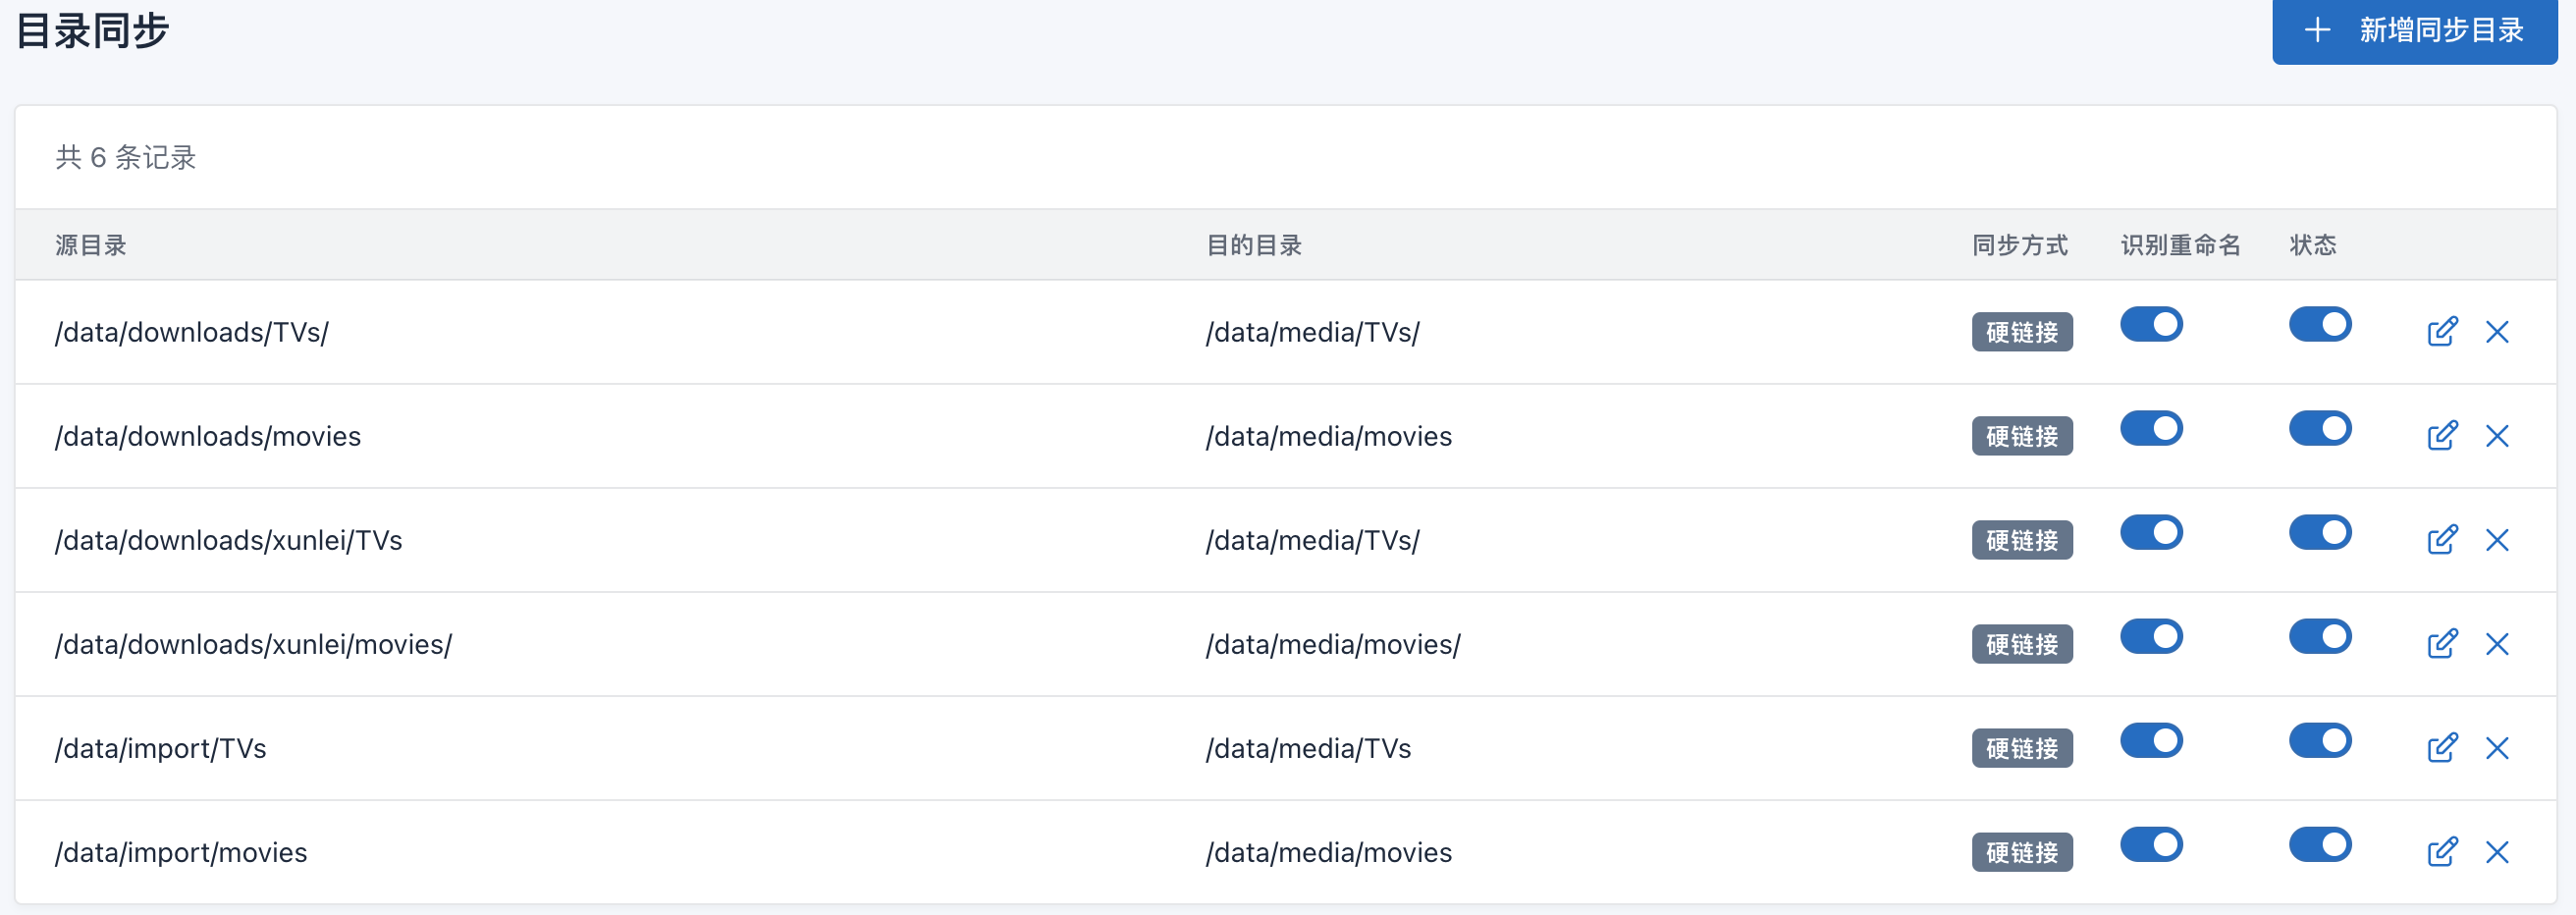 目录同步
新增同步目录
共 6 条记录
源目录 目的目录 同步方式 识别重命名 状态
/data/downloads/TVs/ /data/media/TVs/ 硬链接
/data/downloads/movies /data/media/movies 硬链接
/data/downloads/xunlei/TVs /data/media/TVs/ 硬链接
/data/downloads/xunlei/movies/ /data/media/movies/ 硬链接
/data/import/TVs /data/media/TVs 硬链接
/data/import/movies /data/media/movies 硬链接